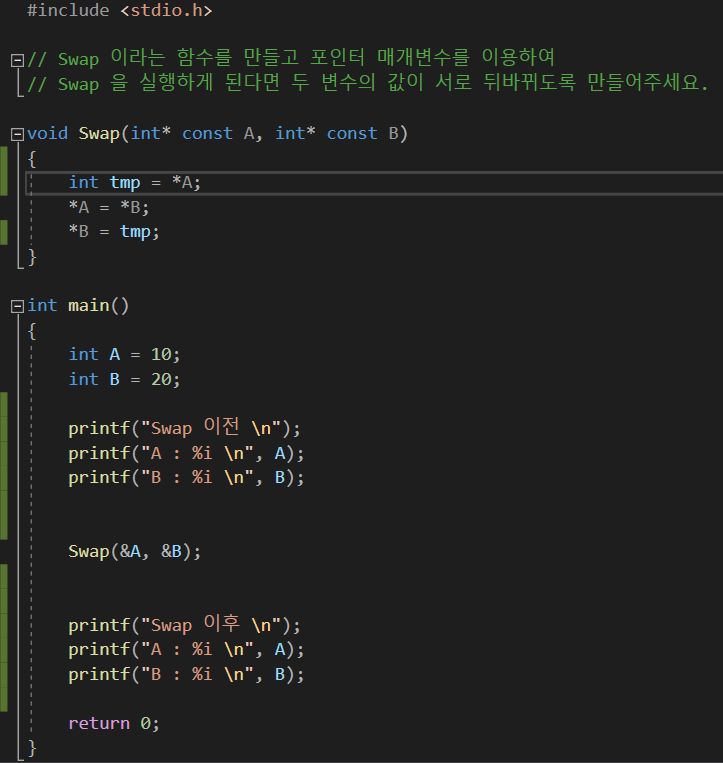 #include <stdio.h>
// Swap 이라는 함수를 만들고 포인터 매개변수를 이용하여
// Swap 을 실행하게 된다면 두 변수의 값이 서로 뒤바뀌도록 만들어주세요.
void Swap(int* const A, int* const B)
{
    int tmp = *A;
    *A = *B;
    *B = tmp;
}
int main()
{
    int A = 10;
    int B = 20;
    printf("Swap 이전 \n");
    printf("A : %i \n", A);
    printf("B : %i \n", B);
    Swap(&A, &B);
    printf("Swap 이후 \n");
    printf("A : %i \n", A);
    printf("B : %i \n", B);
    return 0;
}